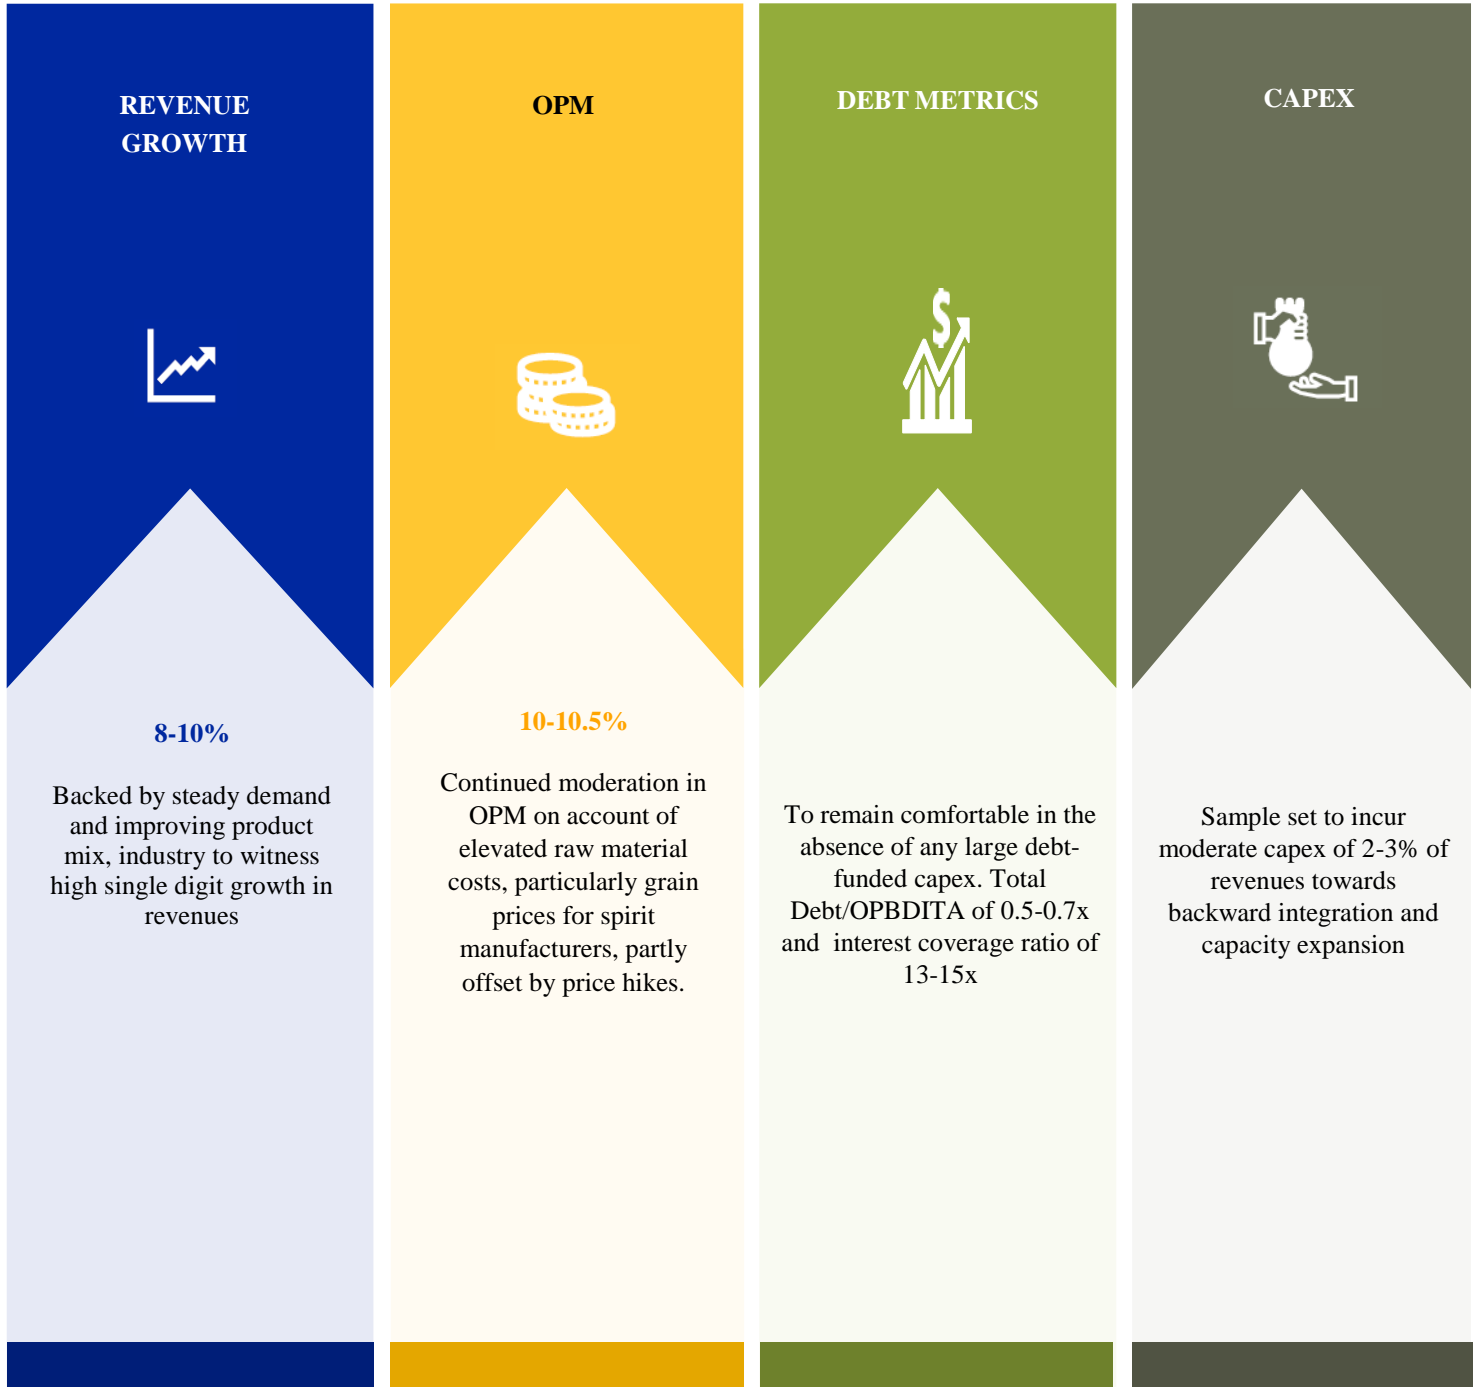 REVENUE
GROWTH
8-10%
Backed by steady demand
and improving product
mix, industry to witness
high single digit growth in
revenues
OPM
10-10.5%
Continued moderation in
OPM on account of
elevated raw material
costs, particularly grain
prices for spirit
manufacturers, partly
offset by price hikes.
DEBT METRICS
To remain comfortable in the
absence of any large debt-
funded capex. Total
Debt/OPBDITA of 0.5-0.7x
and interest coverage ratio of
13-15x
CAPEX
Sample set to incur
moderate capex of 2-3% of
revenues towards
backward integration and
capacity expansion